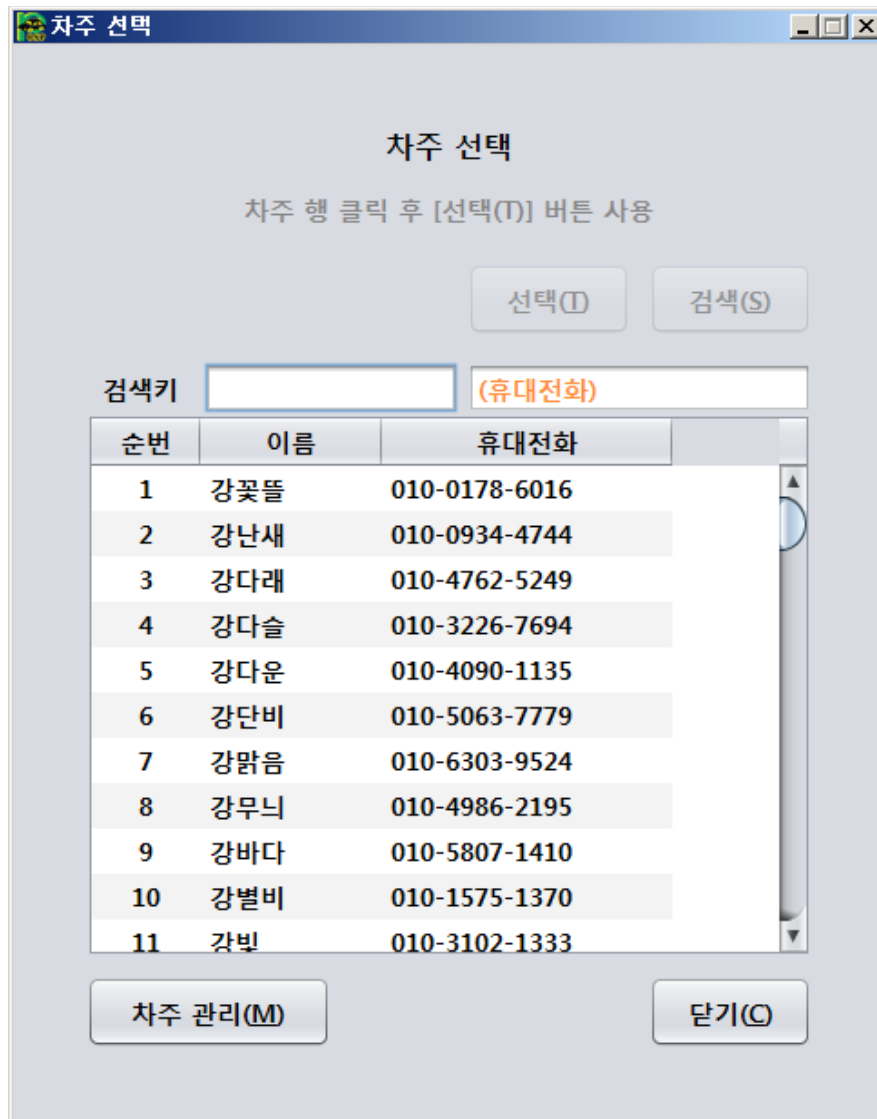 차주 선택
차주 선택
차주 행 클릭 후 [선택(T)] 버튼 사용
선택(T) 검색(S)
검색키 (휴대전화)
순번 이름 휴대전화
1 강꽃뜰 010-0178-6016
2 강난새 010-0934-4744
3 강다래 010-4762-5249
4 강다슬 010-3226-7694
5 강다운 010-4090-1135
6 강단비 010-5063-7779
7 강맑음 010-6303-9524
8 강무늬 010-4986-2195
9 강바다 010-5807-1410
10 강별비 010-1575-1370
11 강빛 010-3102-1333
차주 관리(M) 닫기(C)